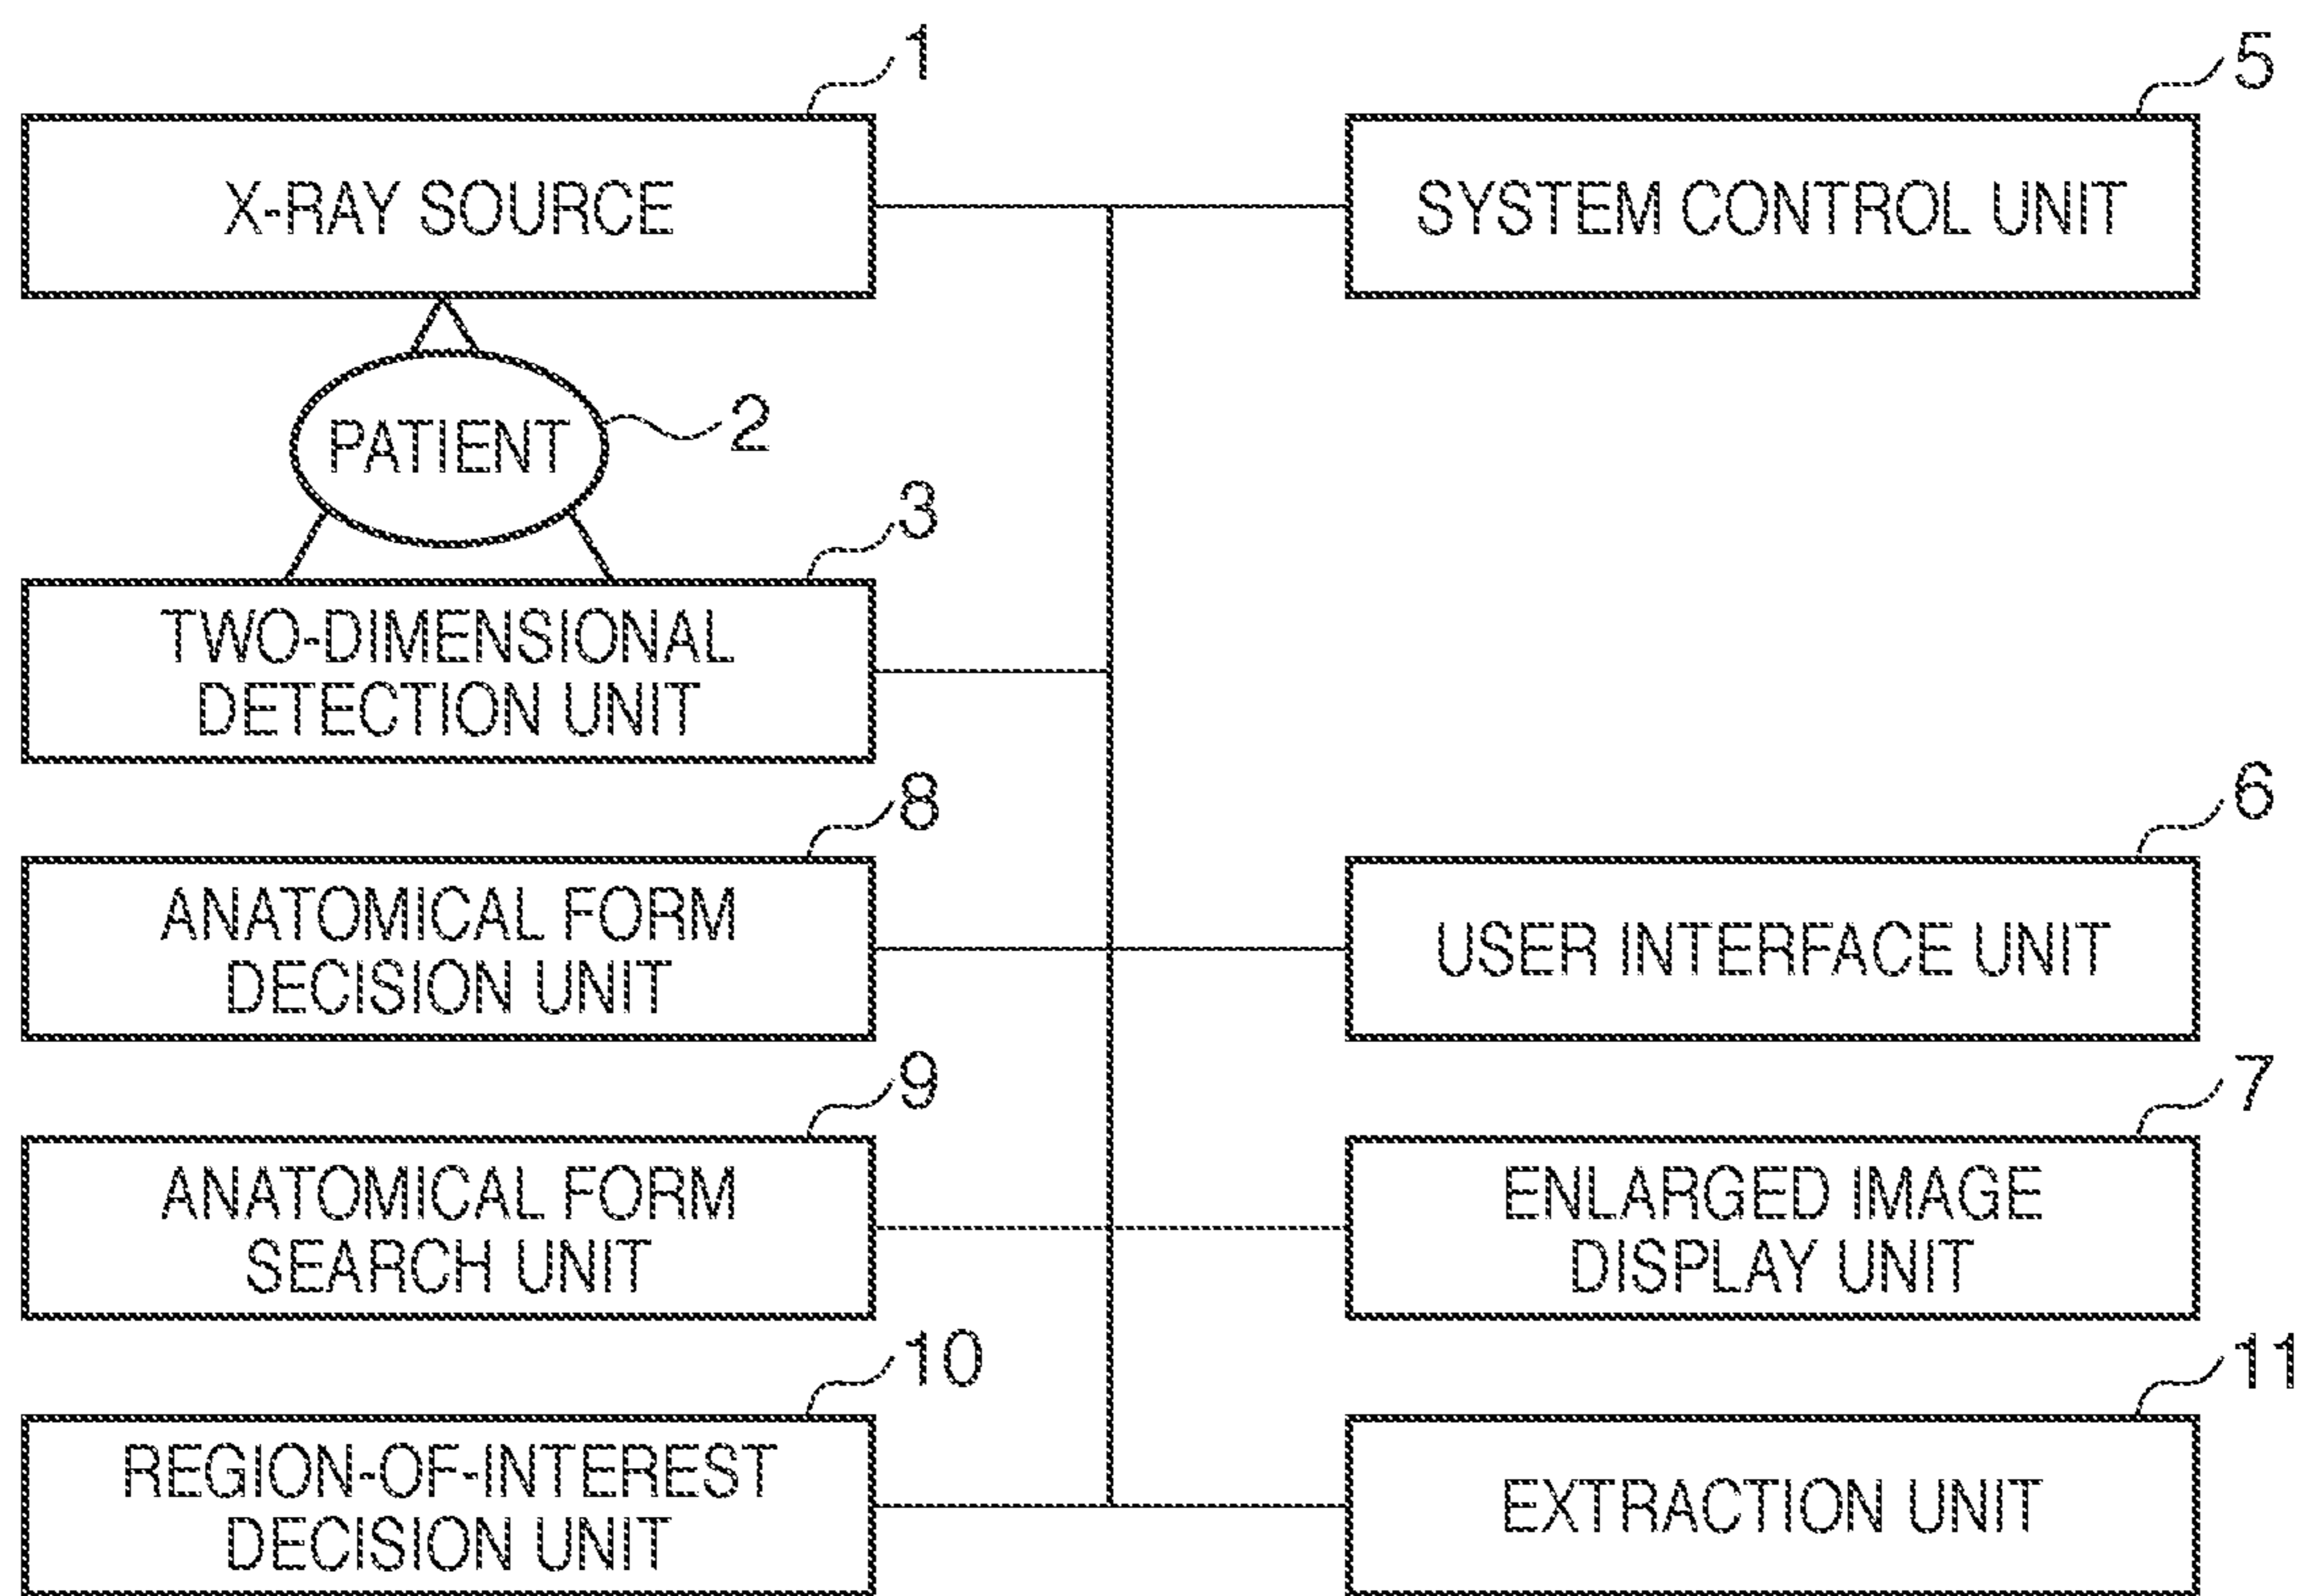 1
X-RAY SOURCE
5
SYSTEM CONTROL UNIT
PATIENT
2
3
TWO-DIMENSIONAL
DETECTION UNIT
8
ANATOMICAL FORM
DECISION UNIT
6
USER INTERFACE UNIT
9
ANATOMICAL FORM
SEARCH UNIT
7
ENLARGED IMAGE
DISPLAY UNIT
10
REGION-OF-INTEREST
DECISION UNIT
11
EXTRACTION UNIT